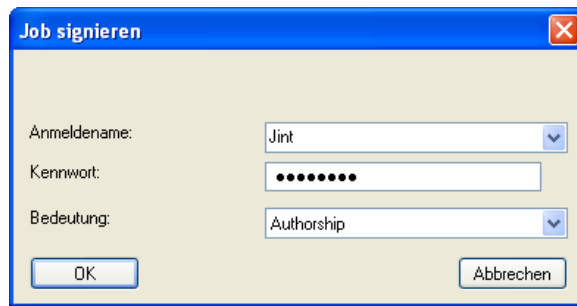 Job signieren
Anmeldename:
Jint
Kennwort:
●●●●●●●●
Bedeutung:
Authorship
OK
Abbrechen